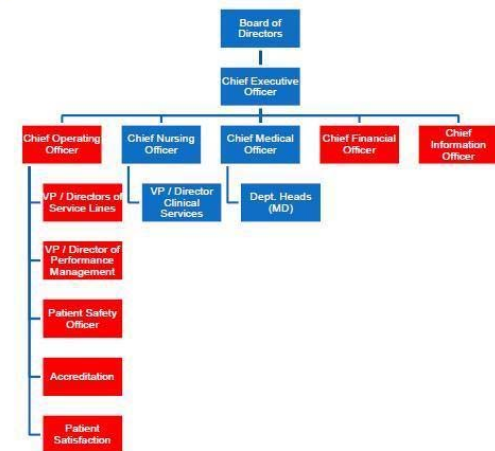 Board of
Directors
Chief Executive
Officer
Chief Operating
Officer
Chief Nursing
Officer
Chief Medical
Officer
Chief Financial
Officer
Chief
Information
Officer
VP / Directors of
Service Lines
VP / Director
Clinical
Services
Dept. Heads
(MD)
VP / Director of
Performance
Management
Patient Safety
Officer
Accreditation
Patient
Satisfaction